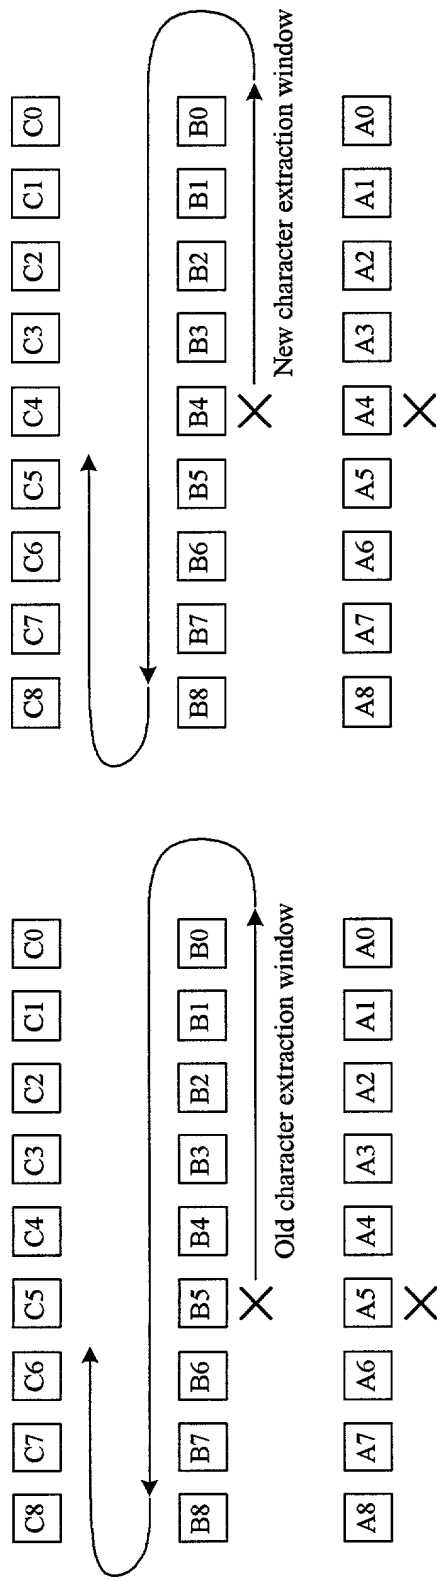 C8 C7 C6 C5 C4 C3 C2 C1 C0
B8 B7 B6 B5 B4 B3 B2 B1 B0
Old character extraction window
A8 A7 A6 A5 A4 A3 A2 A1 A0
C8 C7 C6 C5 C4 C3 C2 C1 C0
B8 B7 B6 B5 B4 B3 B2 B1 B0
New character extraction window
A8 A7 A6 A5 A4 A3 A2 A1 A0